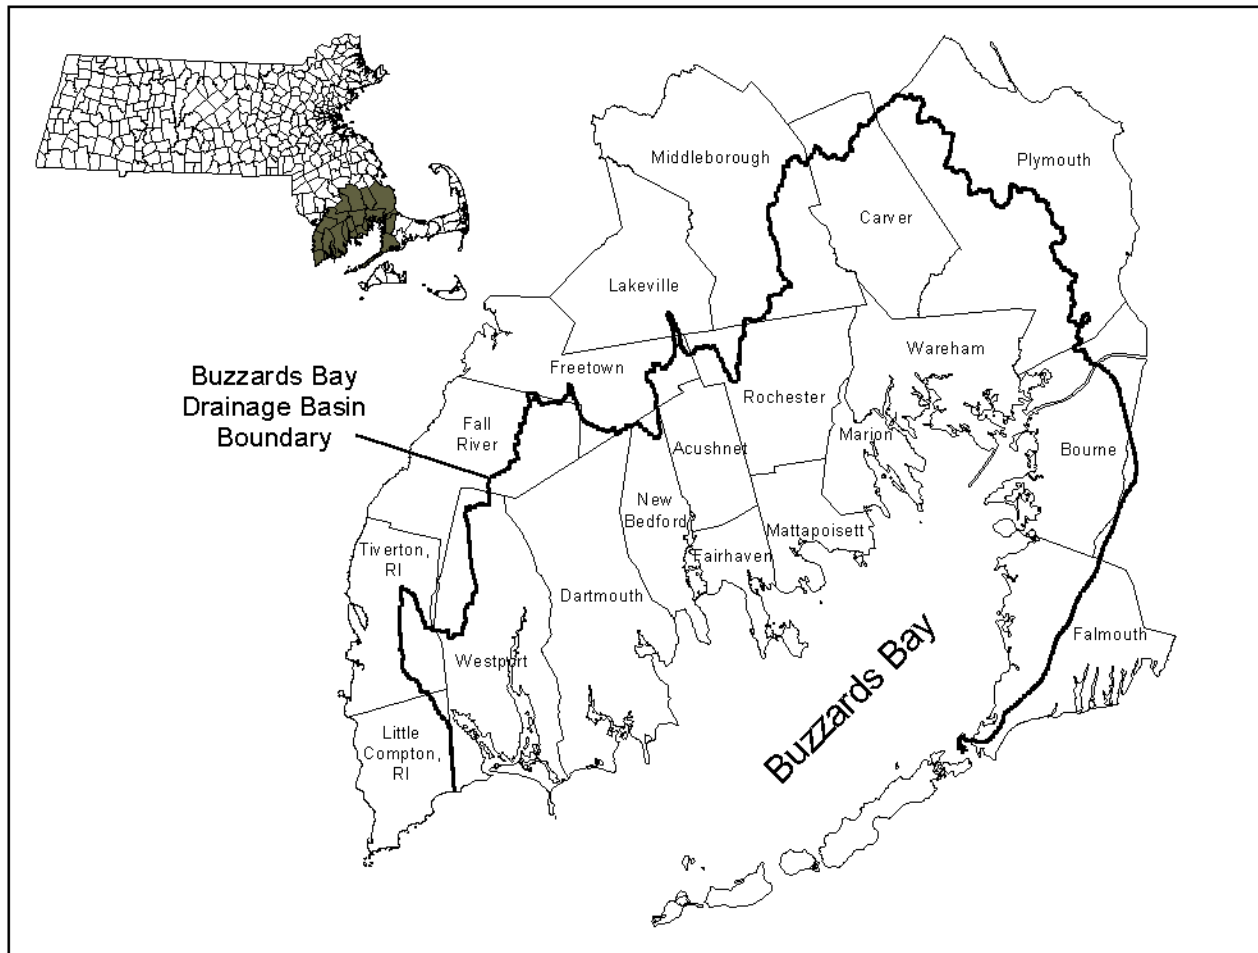 Middleborough
Plymouth
Carver
Lakeville
Wareham
Freetown
Buzzards Bay
Drainage Basin
Boundary
Rochester
Fall
River
Acushnet
Marion
Bourne
New
Bedford
Mattapoisett
Tiverton,
RI
Fairhaven
Dartmouth
Falmouth
Westport
Buzzards Bay
Little
Compton,
RI